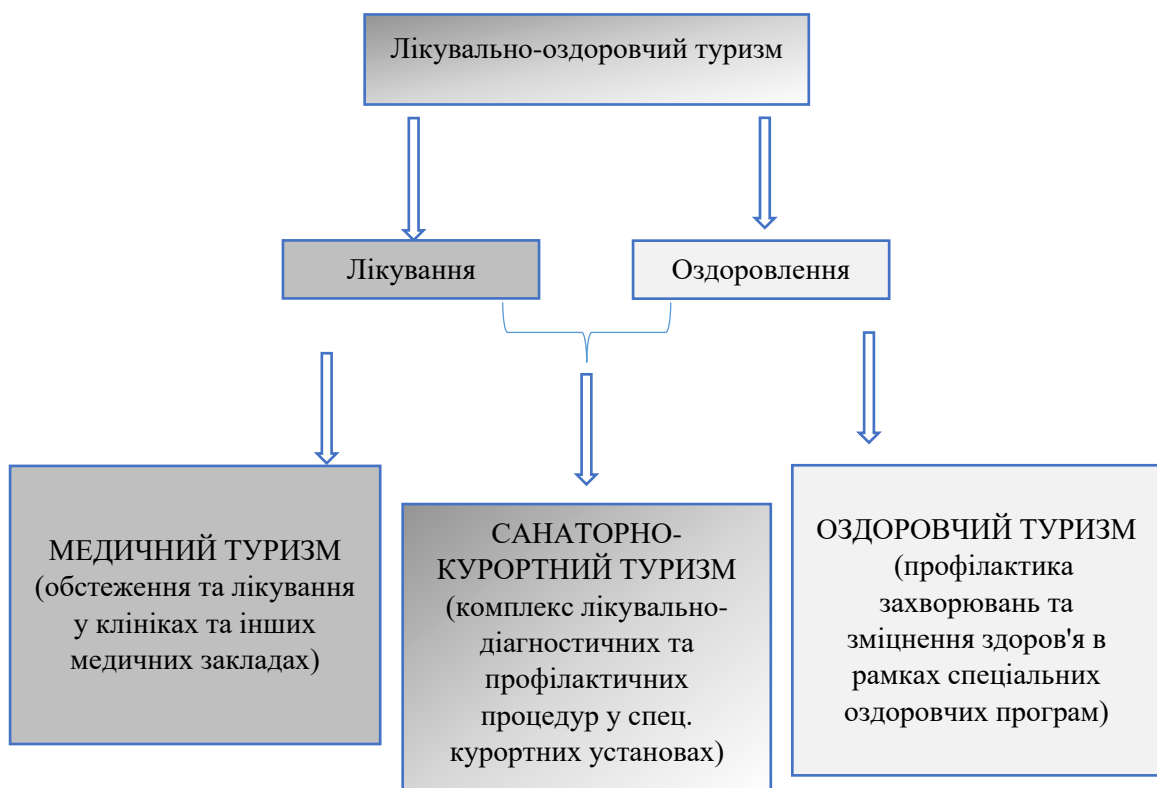 Лікувально-оздоровчий туризм
Лікування
Оздоровлення
МЕДИЧНИЙ ТУРИЗМ
(обстеження та лікування
у клініках та інших
медичних закладах)
САНАТОРНО-
КУРОРТНИЙ ТУРИЗМ
(комплекс лікувально-
діагностичних та
профілактичних
процедур у спец.
курортних установах)
ОЗДОРОВЧИЙ ТУРИЗМ
(профілактика
захворювань та
зміцнення здоров'я в
рамках спеціальних
оздоровчих програм)